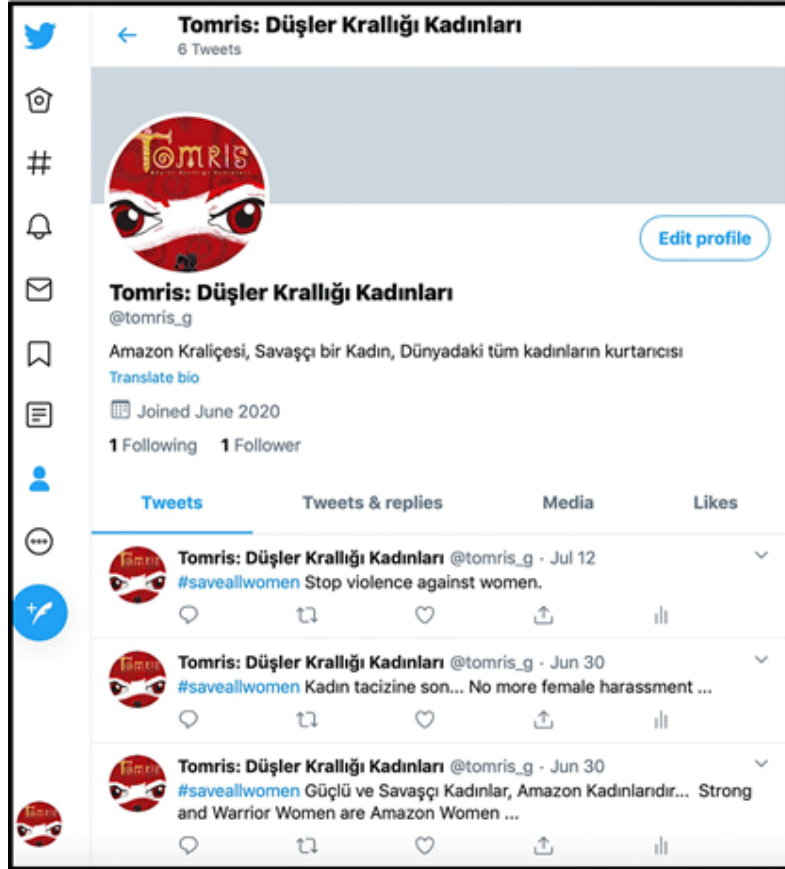 Tomris: Düşler Krallığı Kadınları
6 Tweets
TOMRIS
Edit profile
Tomris: Düşler Krallığı Kadınları
@tomris_g
Amazon Kraliçesi, Savaşçı bir Kadın, Dünyadaki tüm kadınların kurtarıcısı
Translate bio
Joined June 2020
1 Following 1 Follower
Tweets Tweets & replies Media Likes
Tomris: Düşler Krallığı Kadınları @tomris_g · Jul 12
#saveallwomen Stop violence against women.
Tomris: Düşler Krallığı Kadınları @tomris_g · Jun 30
#saveallwomen Kadın tacizine son... No more female harassment ...
Tomris: Düşler Krallığı Kadınları @tomris_g · Jun 30
#saveallwomen Güçlü ve Savaşçı Kadınlar, Amazon Kadınlarıdır... Strong
and Warrior Women are Amazon Women ...